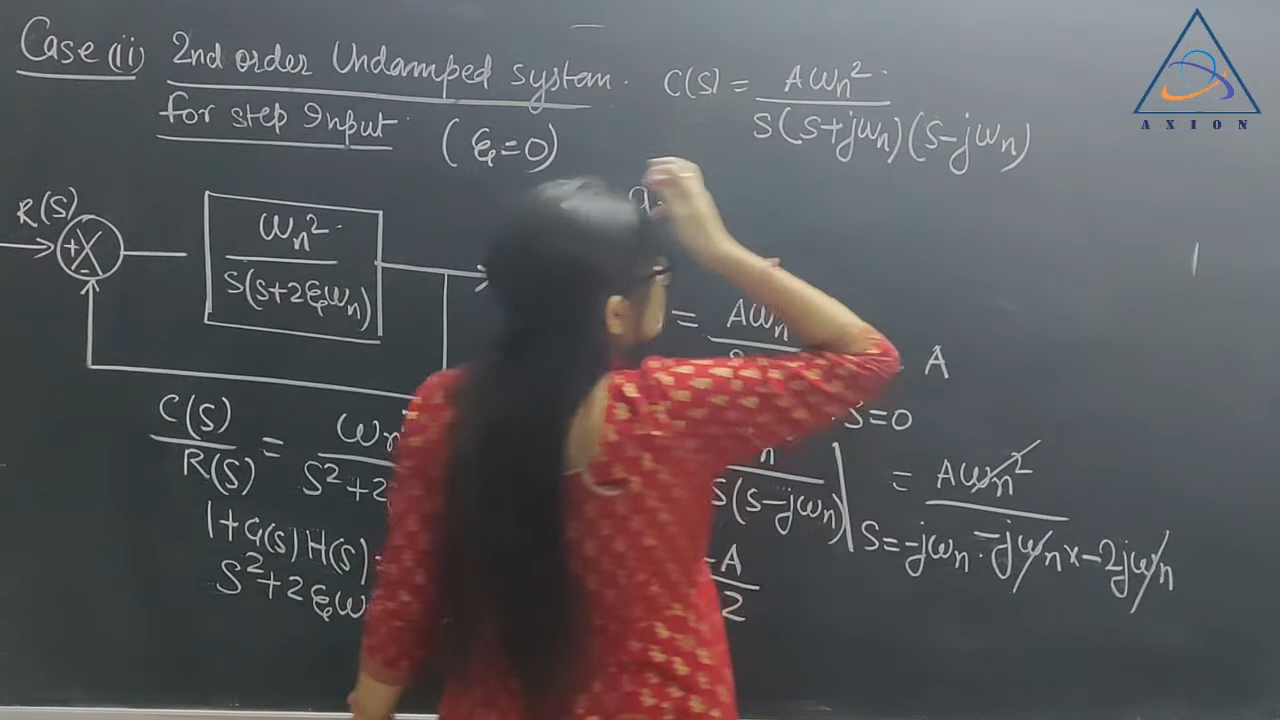 Case (ii) 2nd order Undamped system
for step Input
(ξ=0)
C(S) = Aωn²
S(S+jωn)(S-jωn)
AXION
R(S)
+ X -
ωn²
S(S+2ξωn)
= Aωn
A
S=0
C(S) = ωn
R(S) S²+2
1+G(S)H(S)
S²+2ξω
n
S(S-jωn)
S=-jωn
= Aωn²
-jωn x -2jωn
-A
2